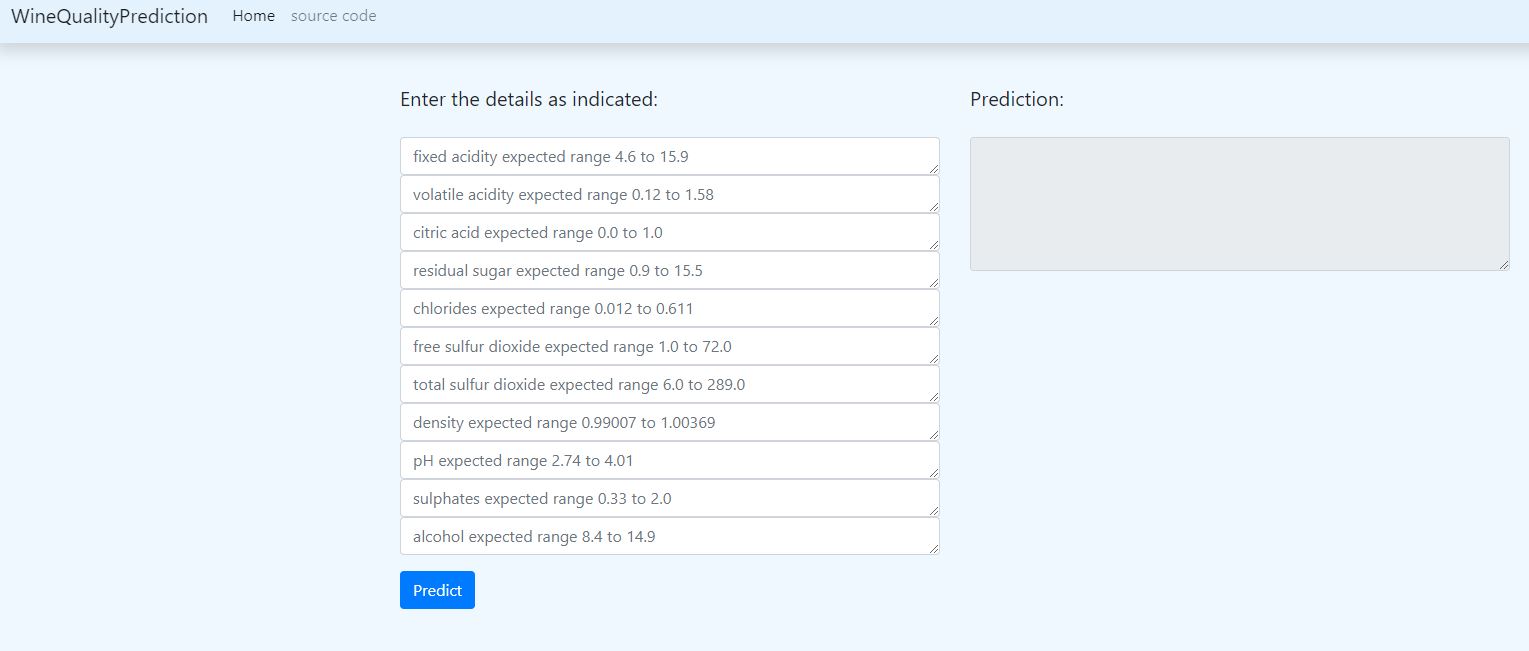 WineQualityPrediction Home source code
Enter the details as indicated:
Prediction:
fixed acidity expected range 4.6 to 15.9
volatile acidity expected range 0.12 to 1.58
citric acid expected range 0.0 to 1.0
residual sugar expected range 0.9 to 15.5
chlorides expected range 0.012 to 0.611
free sulfur dioxide expected range 1.0 to 72.0
total sulfur dioxide expected range 6.0 to 289.0
density expected range 0.99007 to 1.00369
pH expected range 2.74 to 4.01
sulphates expected range 0.33 to 2.0
alcohol expected range 8.4 to 14.9
Predict